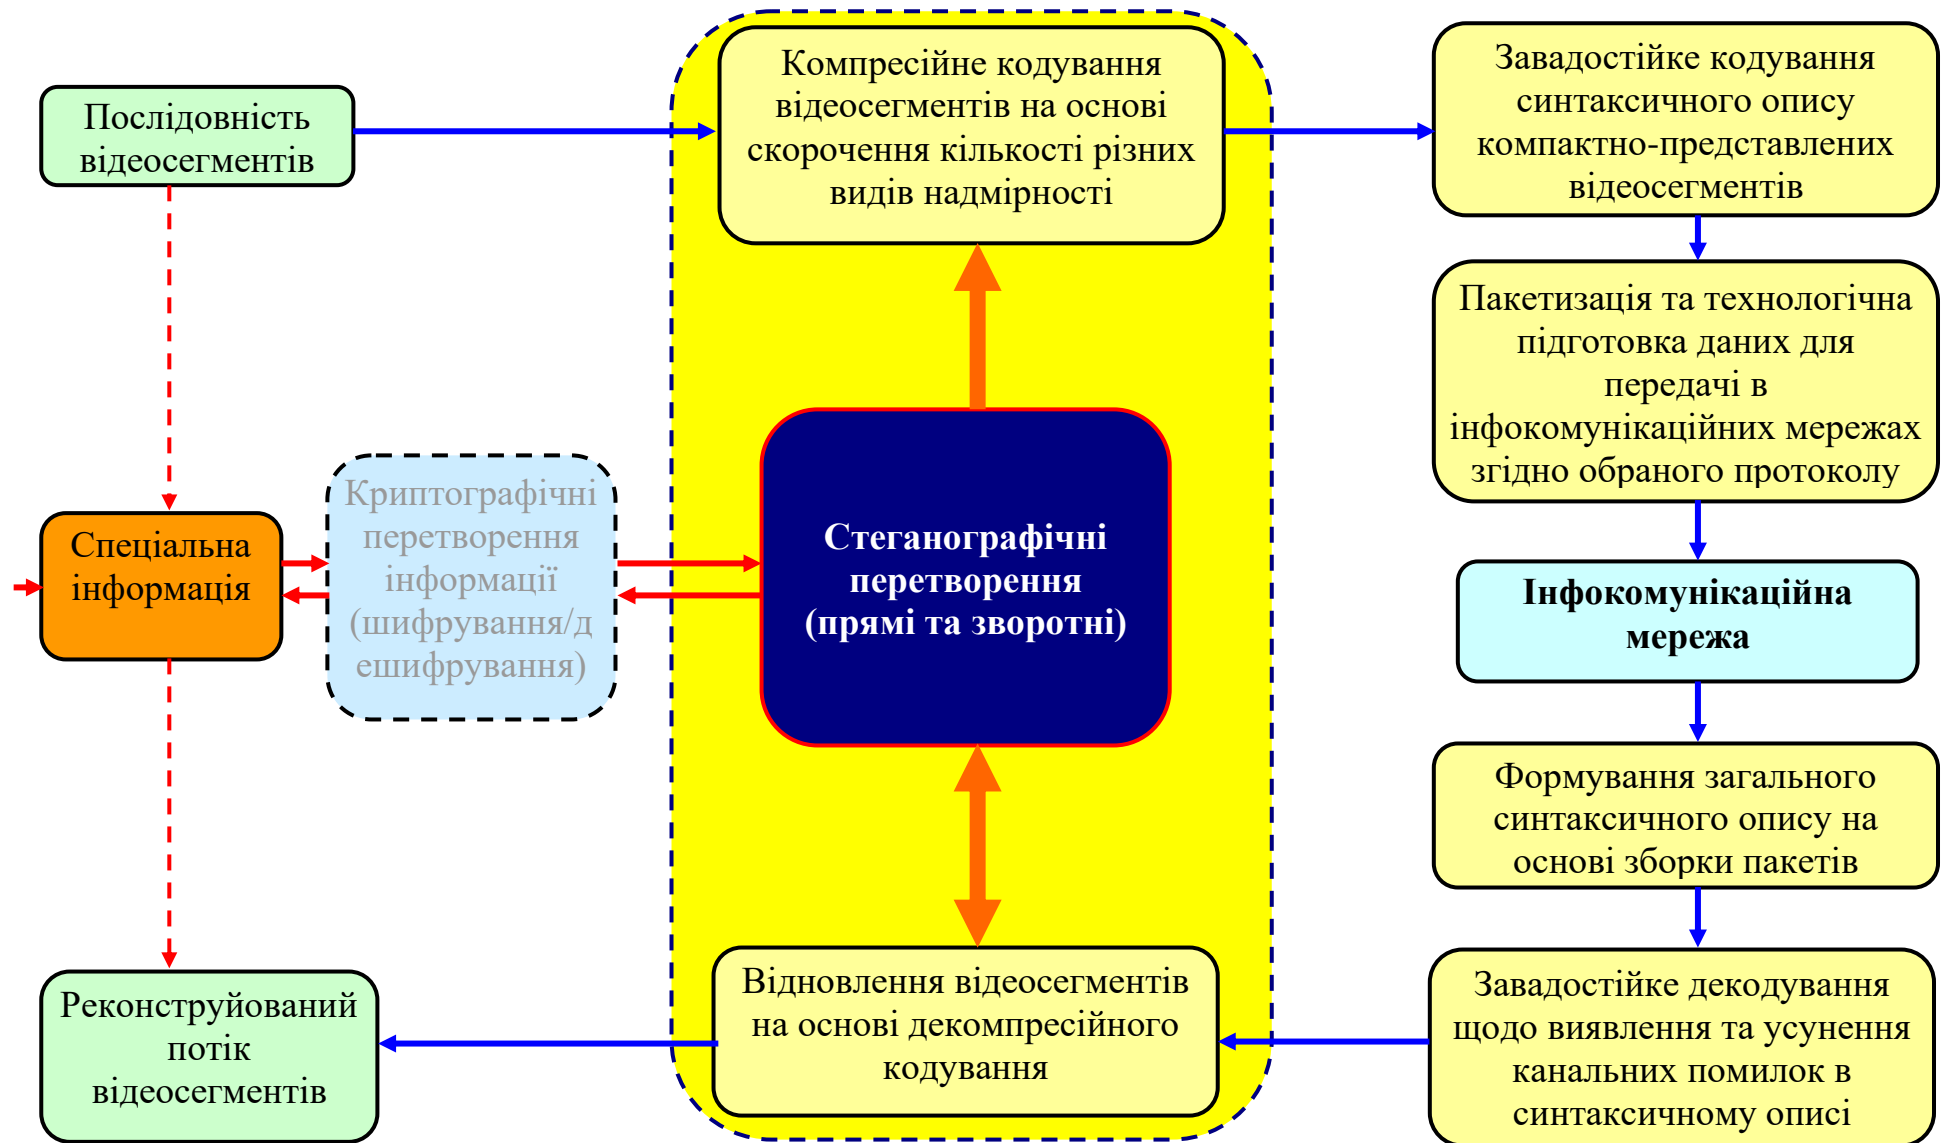 Послідовність
відеосегментів
Компресійне кодування
відеосегментів на основі
скорочення кількості різних
видів надмірності
Завадостійке кодування
синтаксичного опису
компактно-представлених
відеосегментів
Пакетизація та технологічна
підготовка даних для
передачі в
інфокомунікаційних мережах
згідно обраного протоколу
Спеціальна
інформація
Криптографічні
перетворення
інформації
(шифрування/д
ешифрування)
Стеганографічні
перетворення
(прямі та зворотні)
Інфокомунікаційна
мережа
Формування загального
синтаксичного опису на
основі зборки пакетів
Реконструйований
потік
відеосегментів
Відновлення відеосегментів
на основі декомпресійного
кодування
Завадостійке декодування
щодо виявлення та усунення
канальних помилок в
синтаксичному описі